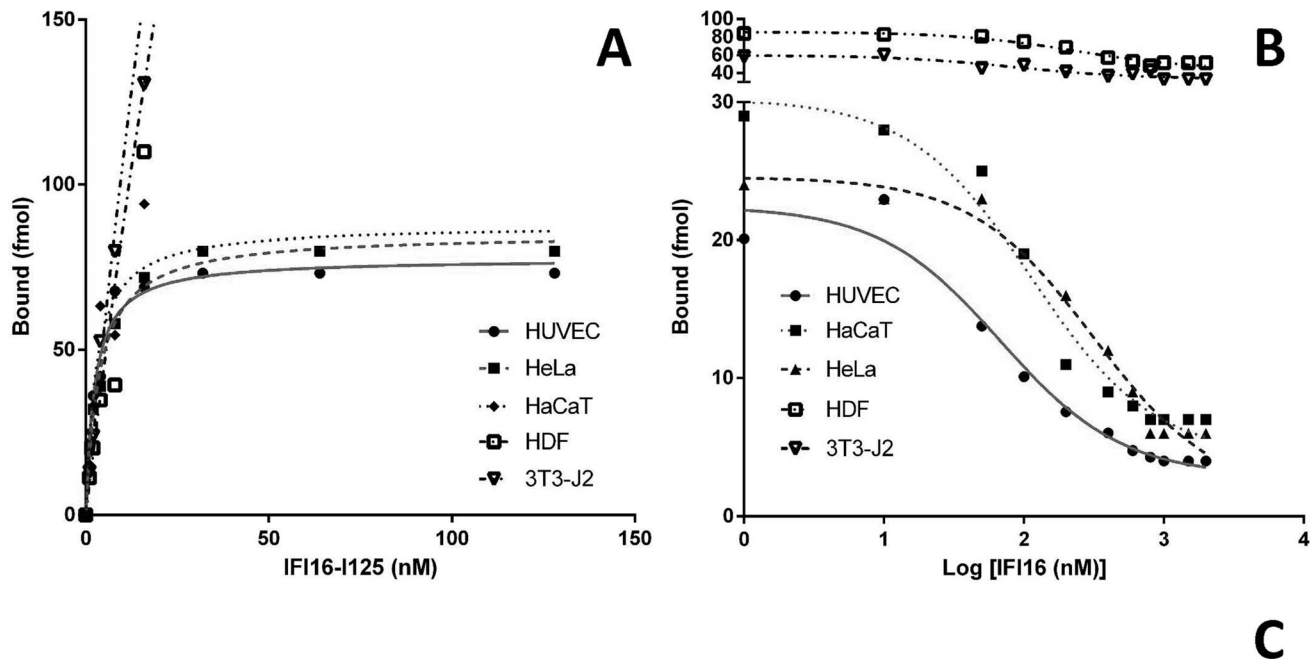 A
150
100
50
0
0 50 100 150
Bound (fmol)
IFI16-I125 (nM)
HUVEC
HeLa
HaCaT
HDF
3T3-J2
B
100
80
60
40
30
20
10
0
0 1 2 3 4
Bound (fmol)
Log [IFI16 (nM)]
HUVEC
HaCaT
HeLa
HDF
3T3-J2
C